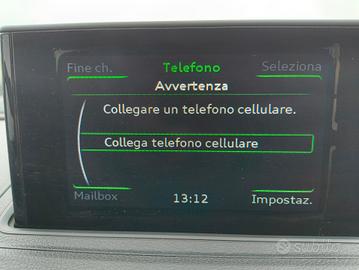 Fine ch.
Telefono
Seleziona
Avvertenza
Collegare un telefono cellulare.
Collega telefono cellulare
Mailbox
13:12
Impostaz.
subito